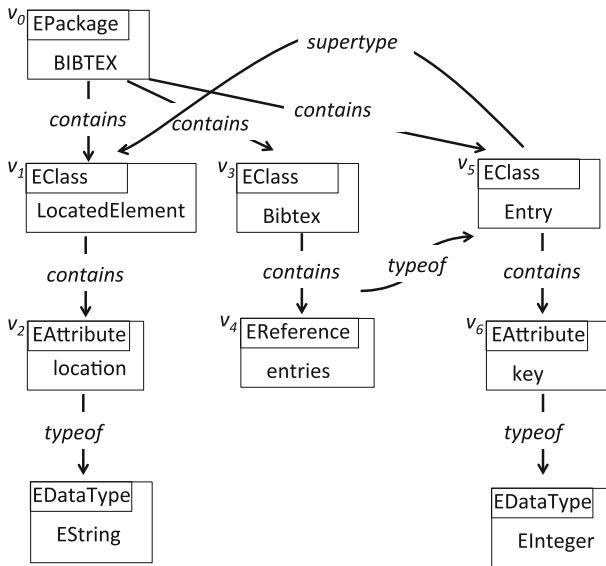 v0
EPackage
BIBTEX
supertype
contains
contains
contains
v1
EClass
LocatedElement
v3
EClass
Bibtex
v5
EClass
Entry
contains
contains
typeof
contains
v2
EAttribute
location
v4
EReference
entries
v6
EAttribute
key
typeof
typeof
EDataType
EString
EDataType
EInteger